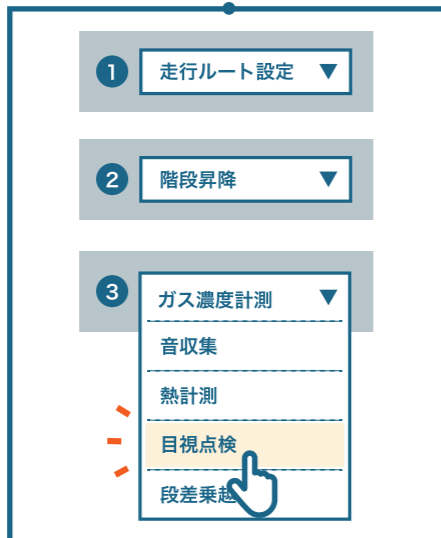 1 走行ルート設定 ▼
2 階段昇降 ▼
3 ガス濃度計測 ▼
音収集
熱計測
目視点検
段差乗越